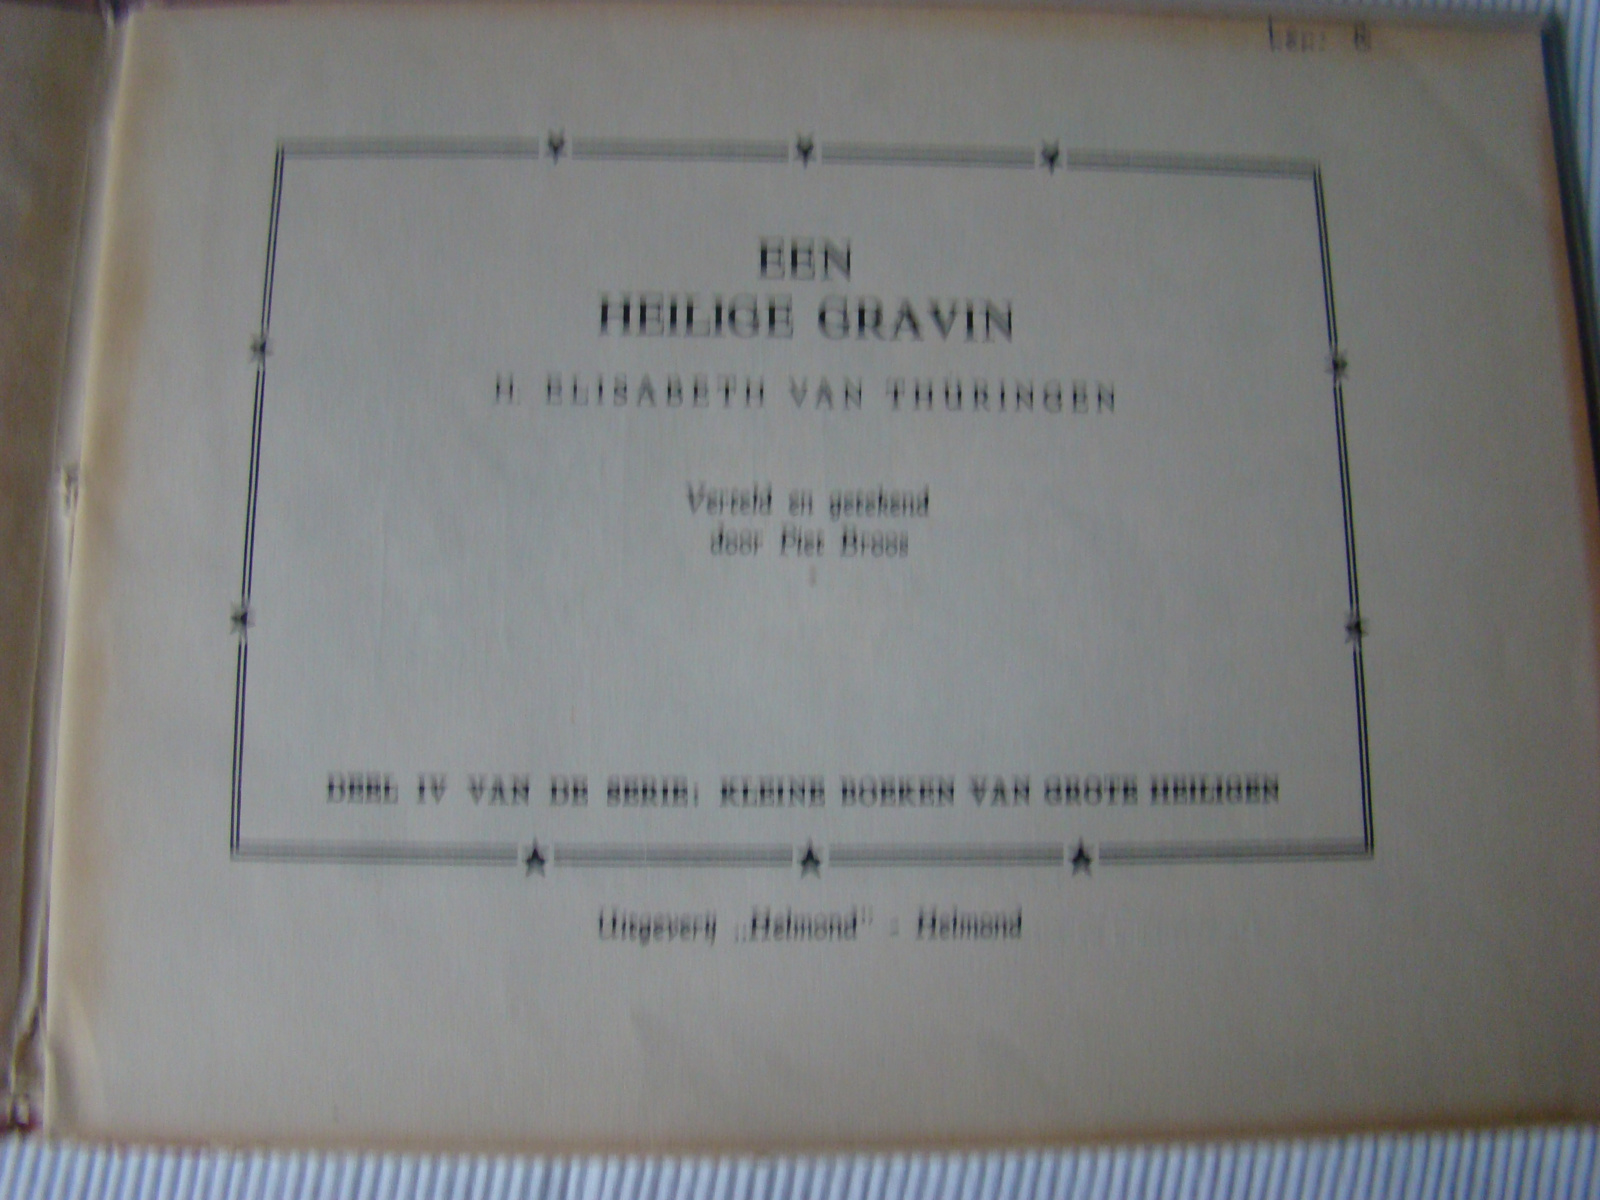 EEN
HEILIGE GRAVIN
H. ELISABETH VAN THÜRINGEN
Verteld en getekend
door Piet Broos
DEEL IV VAN DE SERIE: KLEINE BOEKEN VAN GROTE HEILIGEN
Uitgeverij „Helmond” - Helmond